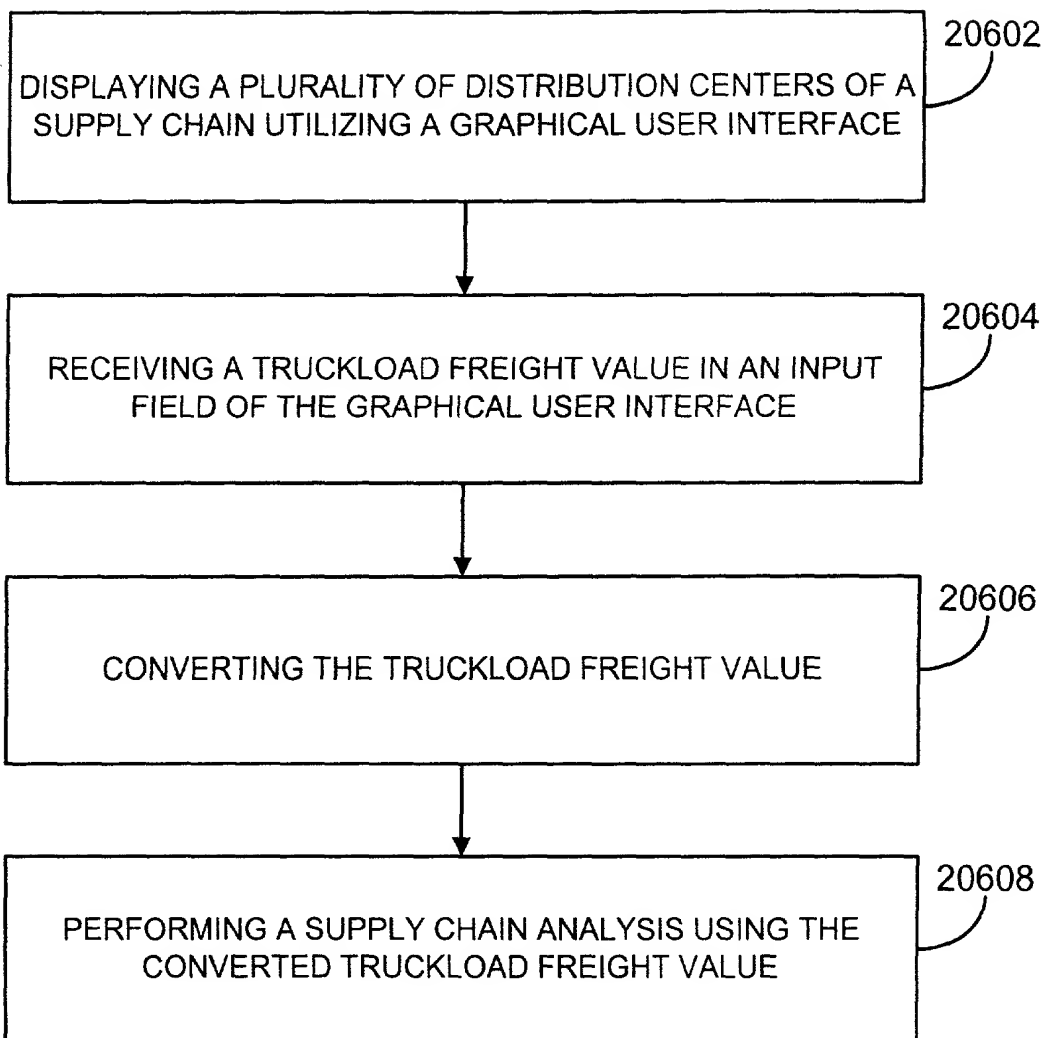 20602
DISPLAYING A PLURALITY OF DISTRIBUTION CENTERS OF A
SUPPLY CHAIN UTILIZING A GRAPHICAL USER INTERFACE
20604
RECEIVING A TRUCKLOAD FREIGHT VALUE IN AN INPUT
FIELD OF THE GRAPHICAL USER INTERFACE
20606
CONVERTING THE TRUCKLOAD FREIGHT VALUE
20608
PERFORMING A SUPPLY CHAIN ANALYSIS USING THE
CONVERTED TRUCKLOAD FREIGHT VALUE